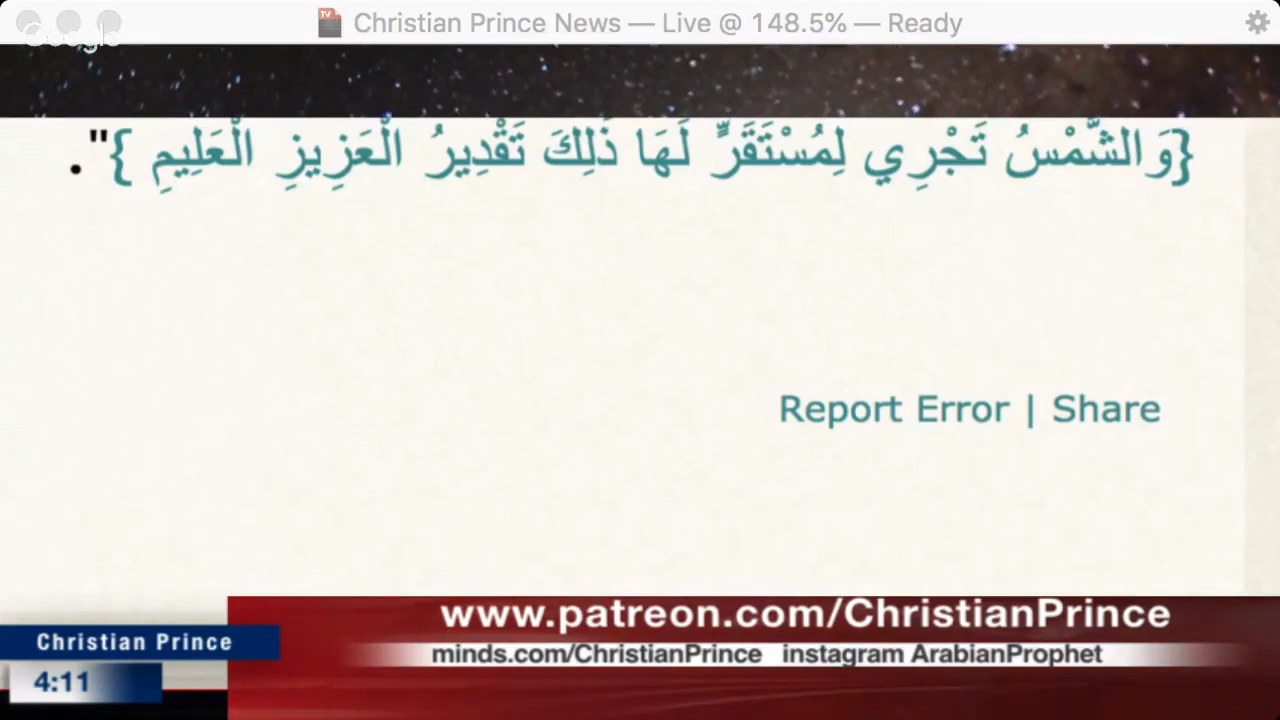 Christian Prince News — Live @ 148.5% — Ready
Google
{وَالشَّمْسُ تَجْرِي لِمُسْتَقَرٍّ لَهَا ذَلِكَ تَقْدِيرُ الْعَزِيزِ الْعَلِيمِ }".
Report Error | Share
www.patreon.com/ChristianPrince
Christian Prince
minds.com/ChristianPrince instagram ArabianProphet
4:11